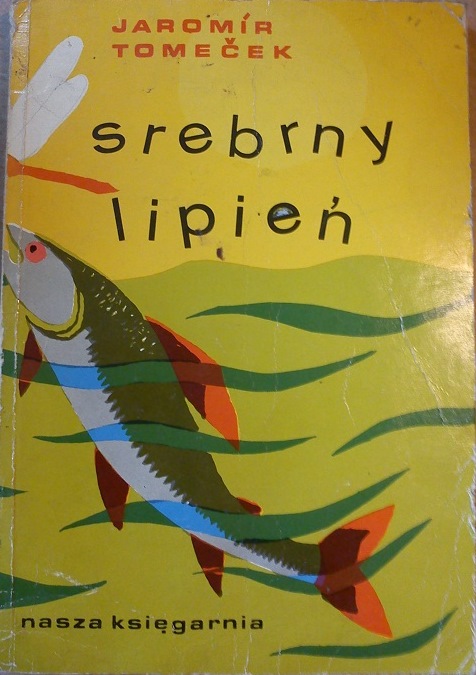 JAROMÍR
TOMEČEK
srebrny
lipień
nasza księgarnia